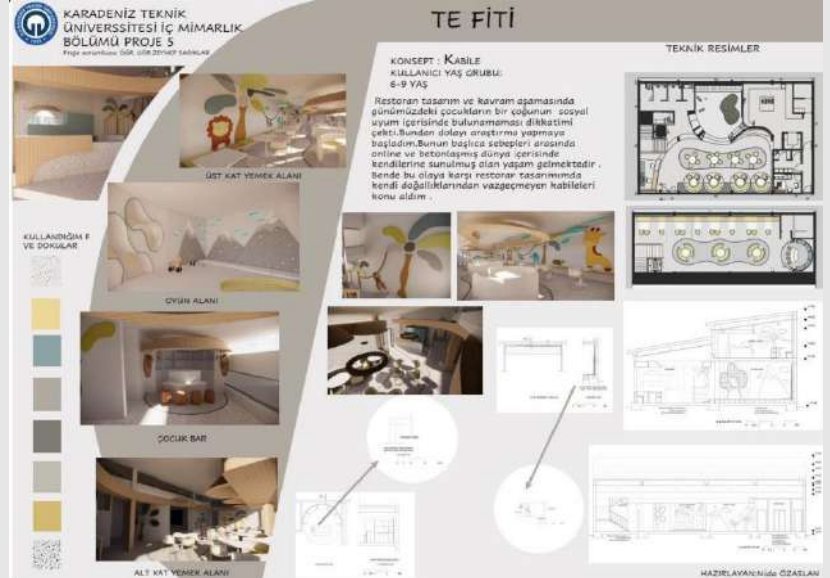 KARADENİZ TEKNİK
ÜNİVERSSİTESİ İÇ MİMARLIK
BÖLÜMÜ PROJE 5
TE FİTİ
KONSEPT : KABİLE
KULLANICI YAŞ GRUBU:
6-9 YAŞ
Restoran tasarım ve kavram aşamasında
günümüzdeki çocukların bir çoğunun sosyal
uyum içerisinde bulunamaması dikkatimi
çekti.Bundan dolayı araştırma yapmaya
başladım.Bunun başlıca sebepleri arasında
online ve betonlaşmış dünya içerisinde
kendilerine sunulmuş olan yaşam gelmektedir .
Bende bu olaya karşı restoran tasarımımda
kendi doğallıklarından vazgeçmeyen kabileleri
konu aldım .
TEKNİK RESİMLER
ÜST KAT YEMEK ALANI
KULLANDIĞIM
VE DOKULAR
OYUN ALANI
ÇOCUK BAR
ALT KAT YEMEK ALANI
HAZIRLAYAN:Nida ÖZASLAN